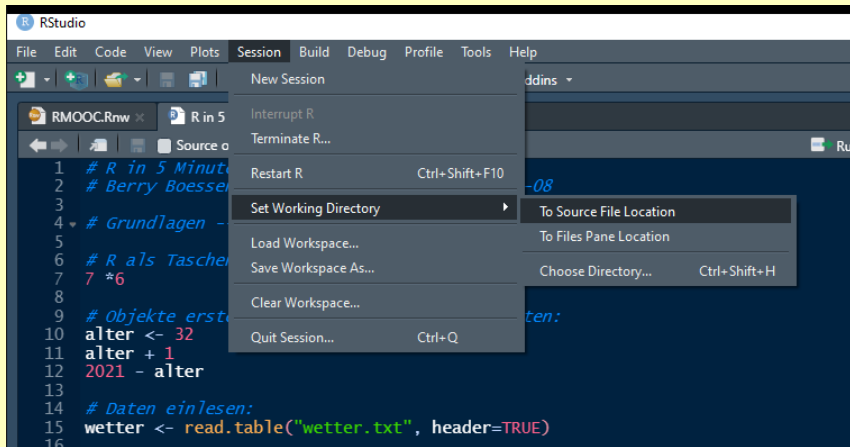 RStudio
File Edit Code View Plots Session Build Debug Profile Tools Help
New Session
ddins
RMOOC.Rnw
R in 5
Interrupt R
Terminate R...
Source o
Ru
Restart R Ctrl+Shift+F10
Set Working Directory
To Source File Location
To Files Pane Location
Choose Directory... Ctrl+Shift+H
Load Workspace...
Save Workspace As...
Clear Workspace...
Quit Session... Ctrl+Q
1 # R in 5 Minut
2 # Berry Boesse -08
3
4 # Grundlagen -
5
6 # R als Tasche
7 7 *6
8
9 # Objekte erst ten:
10 alter <- 32
11 alter + 1
12 2021 - alter
13
14 # Daten einlesen:
15 wetter <- read.table("wetter.txt", header=TRUE)
16